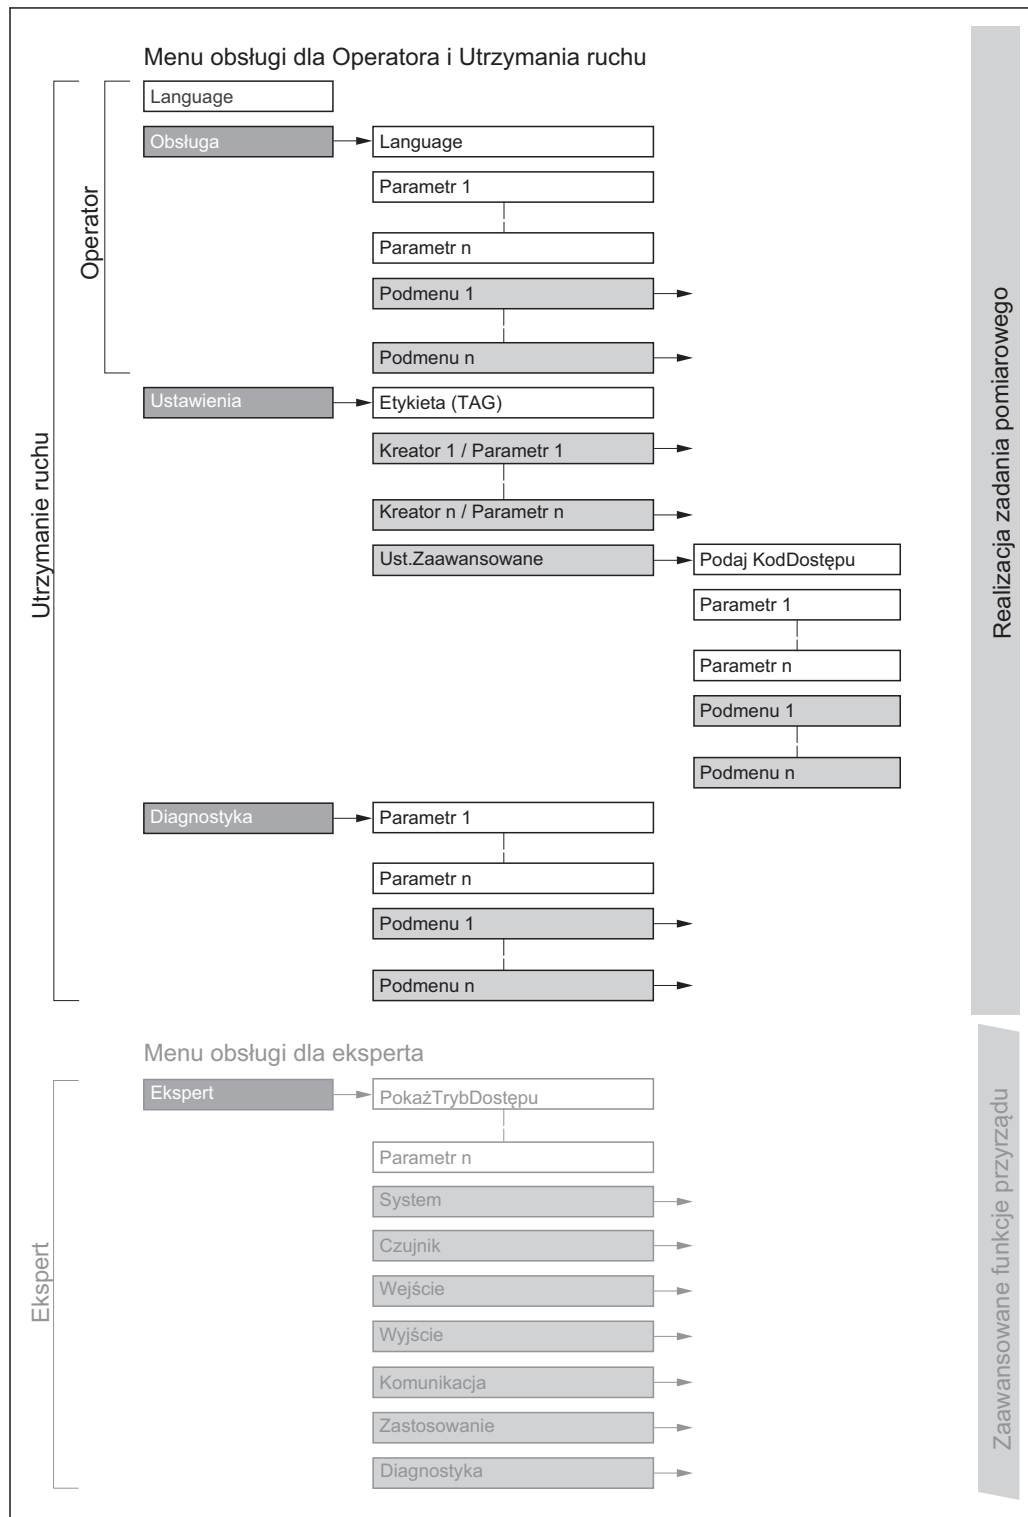 Menu obsługi dla Operatora i Utrzymania ruchu
Language
Obsługa
Language
Parametr 1
Parametr n
Podmenu 1
Podmenu n
Operator
Ustawienia
Etykieta (TAG)
Kreator 1 / Parametr 1
Kreator n / Parametr n
Ust.Zaawansowane
Podaj KodDostępu
Parametr 1
Parametr n
Podmenu 1
Podmenu n
Diagnostyka
Parametr 1
Parametr n
Podmenu 1
Podmenu n
Utrzymanie ruchu
Realizacja zadania pomiarowego
Menu obsługi dla eksperta
Ekspert
PokażTrybDostępu
Parametr n
System
Czujnik
Wejście
Wyjście
Komunikacja
Zastosowanie
Diagnostyka
Ekspert
Zaawansowane funkcje przyrządu